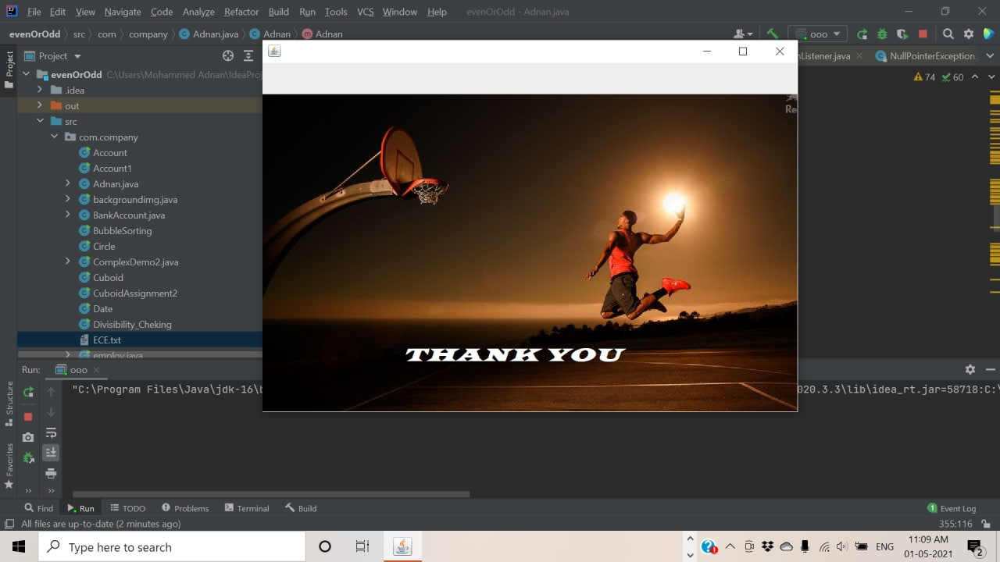 File Edit View Navigate Code Analyze Refactor Build Run Tools VCS Window Help evenOrOdd - Adnan.java
evenOrOdd src com company Adnan.java Adnan Adnan ooo
Project
Project nListener.java NullPointerException.
evenOrOdd C:\Users\Mohammed Adnan\IdeaProj 74 60
.idea
out
src
com.company
Account
Account1
Adnan.java
backgroundimg.java
BankAccount.java
BubbleSorting
Circle
ComplexDemo2.java
Cuboid
CuboidAssignment2
Date
Divisibility_Cheking
ECE.txt
employ.java
Re
THANK YOU
Run: ooo
"C:\Program Files\Java\jdk-16\b 020.3.3\lib\idea_rt.jar=58718:C:\
Structure
Favorites
Find Run TODO Problems Terminal Build 1 Event Log
All files are up-to-date (2 minutes ago) 355:116
Type here to search ENG 11:09 AM
01-05-2021 2